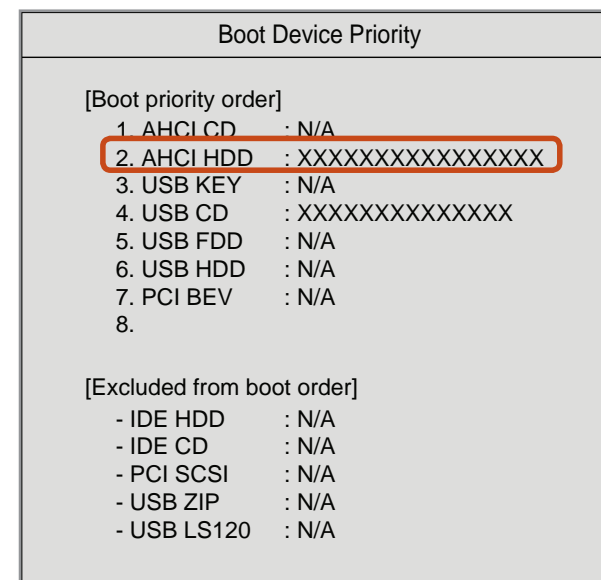 Boot Device Priority
[Boot priority order]
1. AHCI CD : N/A
2. AHCI HDD : XXXXXXXXXXXXXXXX
3. USB KEY : N/A
4. USB CD : XXXXXXXXXXXXXX
5. USB FDD : N/A
6. USB HDD : N/A
7. PCI BEV : N/A
8.
[Excluded from boot order]
- IDE HDD : N/A
- IDE CD : N/A
- PCI SCSI : N/A
- USB ZIP : N/A
- USB LS120 : N/A